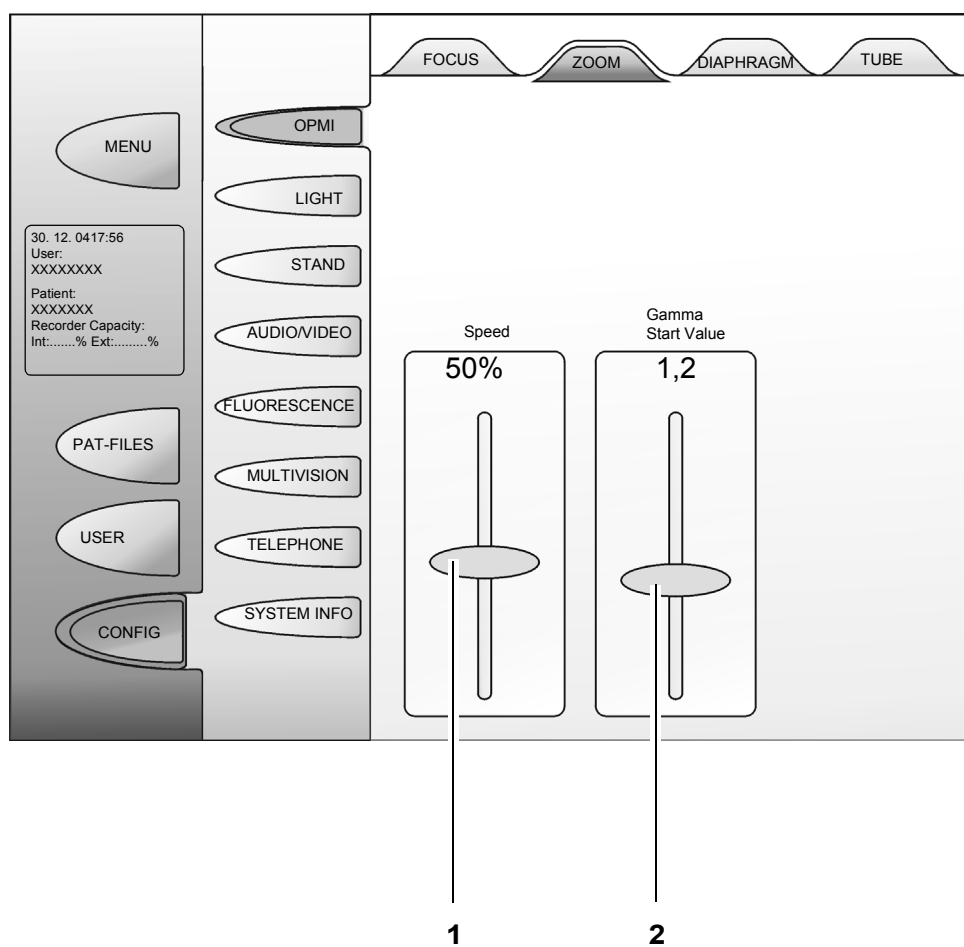 FOCUS
ZOOM
DIAPHRAGM
TUBE
MENU
30. 12. 0417:56
User:
XXXXXXXX
Patient:
XXXXXXX
Recorder Capacity:
Int:.......% Ext:.........%
PAT-FILES
USER
CONFIG
OPMI
LIGHT
STAND
AUDIO/VIDEO
FLUORESCENCE
MULTIVISION
TELEPHONE
SYSTEM INFO
Speed
50%
Gamma
Start Value
1,2
1
2